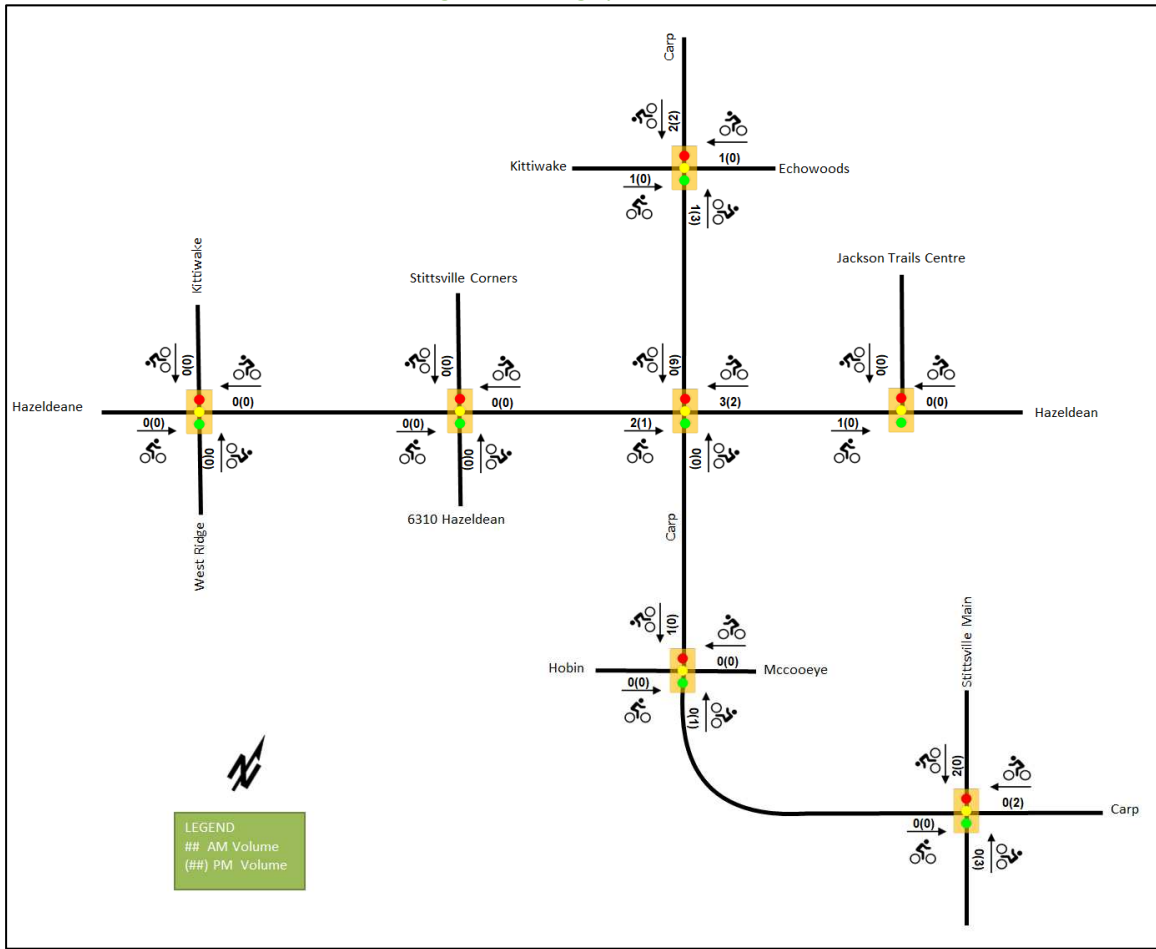 Carp
2(2)
1(0)
Kittiwake
Echowoods
1(0)
1(3)
Kittiwake
Stittsville Corners
Jackson Trails Centre
0(0)
0(0)
0(0)
Hazeldeane
0(0)
0(0)
3(2)
0(0)
Hazeldean
0(0)
0(0)
2(1)
1(0)
0(0)
0(0)
0(0)
West Ridge
6310 Hazeldean
Carp
1(0)
Hobin
0(0)
Mccooeye
0(0)
0(1)
Stittsville Main
2(0)
0(2)
Carp
0(0)
0(3)
N
LEGEND
## AM Volume
(##) PM Volume